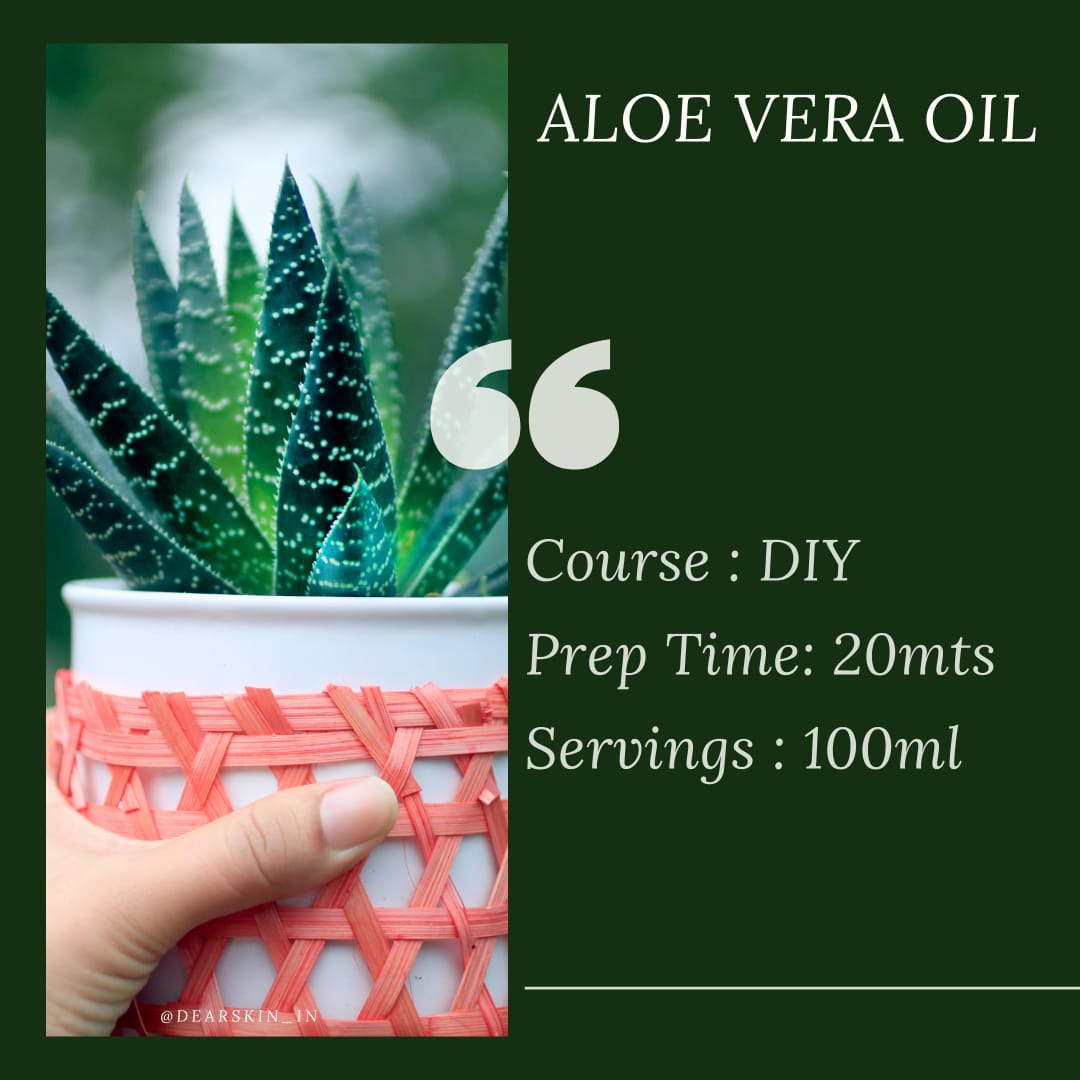 ALOE VERA OIL
“
Course : DIY
Prep Time: 20mts
Servings : 100ml
@DEARSKIN_IN